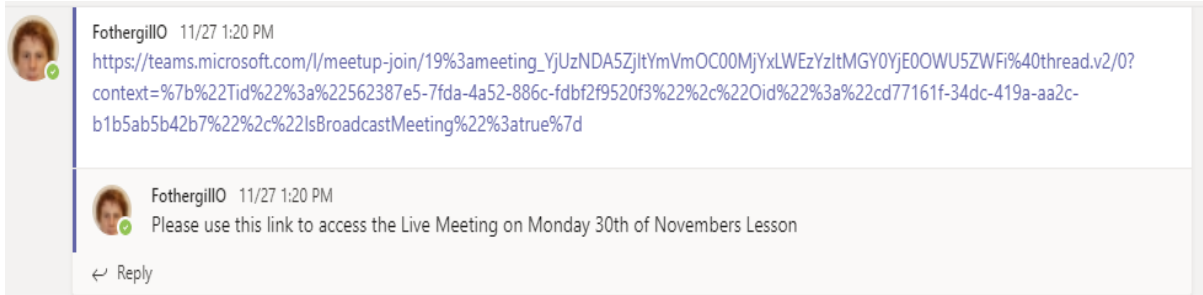 FothergillO 11/27 1:20 PM
https://teams.microsoft.com/l/meetup-join/19%3ameeting_YjUzNDA5ZjItYmVmOC00MjYxLWEzYzItMGY0YjE0OWU5ZWFi%40thread.v2/0?
context=%7b%22Tid%22%3a%22562387e5-7fda-4a52-886c-fdbf2f9520f3%22%2c%22Oid%22%3a%22cd77161f-34dc-419a-aa2c-
b1b5ab5b42b7%22%2c%22IsBroadcastMeeting%22%3atrue%7d
FothergillO 11/27 1:20 PM
Please use this link to access the Live Meeting on Monday 30th of Novembers Lesson
Reply